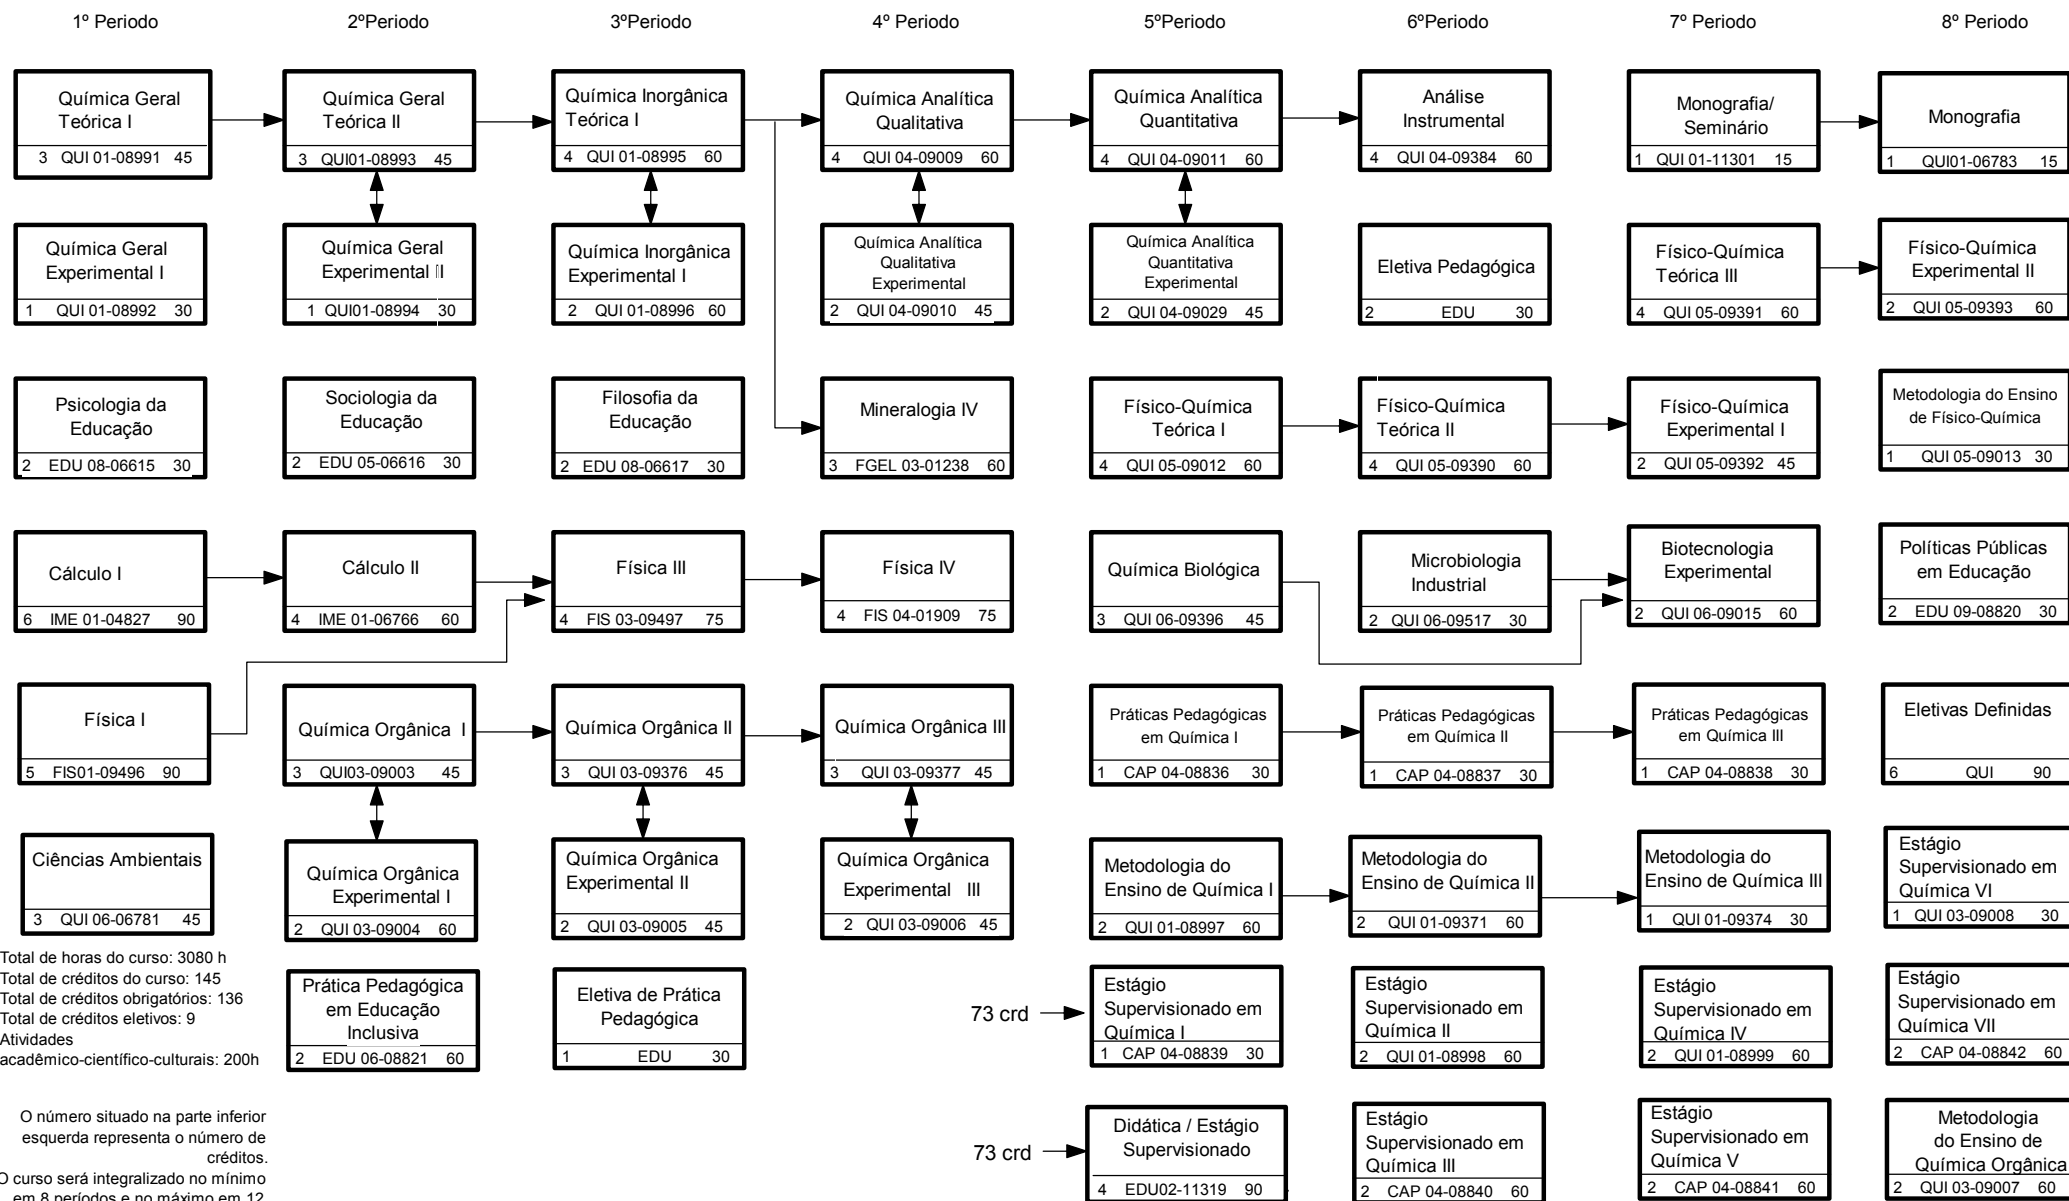 1º Periodo
2ºPeriodo
3ºPeriodo
4º Periodo
5ºPeriodo
6ºPeriodo
7º Periodo
8º Periodo
Química Geral
Teórica I
3 QUI 01-08991 45
Química Geral
Teórica II
3 QUI01-08993 45
Química Inorgânica
Teórica I
4 QUI 01-08995 60
Química Analítica
Qualitativa
4 QUI 04-09009 60
Química Analítica
Quantitativa
4 QUI 04-09011 60
Análise
Instrumental
4 QUI 04-09384 60
Monografia/
Seminário
1 QUI 01-11301 15
Monografia
1 QUI01-06783 15
Química Geral
Experimental I
1 QUI 01-08992 30
Química Geral
Experimental II
1 QUI01-08994 30
Química Inorgânica
Experimental I
2 QUI 01-08996 60
Química Analítica
Qualitativa
Experimental
2 QUI 04-09010 45
Química Analítica
Quantitativa
Experimental
2 QUI 04-09029 45
Eletiva Pedagógica
2 EDU 30
Físico-Química
Teórica III
4 QUI 05-09391 60
Físico-Química
Experimental II
2 QUI 05-09393 60
Psicologia da
Educação
2 EDU 08-06615 30
Sociologia da
Educação
2 EDU 05-06616 30
Filosofia da
Educação
2 EDU 08-06617 30
Mineralogia IV
3 FGEL 03-01238 60
Físico-Química
Teórica I
4 QUI 05-09012 60
Físico-Química
Teórica II
4 QUI 05-09390 60
Físico-Química
Experimental I
2 QUI 05-09392 45
Metodologia do Ensino
de Físico-Química
1 QUI 05-09013 30
Cálculo I
6 IME 01-04827 90
Cálculo II
4 IME 01-06766 60
Física III
4 FIS 03-09497 75
Física IV
4 FIS 04-01909 75
Química Biológica
3 QUI 06-09396 45
Microbiologia
Industrial
2 QUI 06-09517 30
Biotecnologia
Experimental
2 QUI 06-09015 60
Políticas Públicas
em Educação
2 EDU 09-08820 30
Física I
5 FIS01-09496 90
Química Orgânica I
3 QUI03-09003 45
Química Orgânica II
3 QUI 03-09376 45
Química Orgânica III
3 QUI 03-09377 45
Práticas Pedagógicas
em Química I
1 CAP 04-08836 30
Práticas Pedagógicas
em Química II
1 CAP 04-08837 30
Práticas Pedagógicas
em Química III
1 CAP 04-08838 30
Eletivas Definidas
6 QUI 90
Ciências Ambientais
3 QUI 06-06781 45
Química Orgânica
Experimental I
2 QUI 03-09004 60
Química Orgânica
Experimental II
2 QUI 03-09005 45
Química Orgânica
Experimental III
2 QUI 03-09006 45
Metodologia do
Ensino de Química I
2 QUI 01-08997 60
Metodologia do
Ensino de Química II
2 QUI 01-09371 60
Metodologia do
Ensino de Química III
1 QUI 01-09374 30
Estágio
Supervisionado em
Química VI
1 QUI 03-09008 30
Total de horas do curso: 3080 h
Total de créditos do curso: 145
Total de créditos obrigatórios: 136
Total de créditos eletivos: 9
Atividades
acadêmico-científico-culturais: 200h
Prática Pedagógica
em Educação
Inclusiva
2 EDU 06-08821 60
Eletiva de Prática
Pedagógica
1 EDU 30
73 crd
Estágio
Supervisionado em
Química I
1 CAP 04-08839 30
Estágio
Supervisionado em
Química II
2 QUI 01-08998 60
Estágio
Supervisionado em
Química IV
2 QUI 01-08999 60
Estágio
Supervisionado em
Química VII
2 CAP 04-08842 60
O número situado na parte inferior
esquerda representa o número de
créditos.
O curso será integralizado no mínimo
em 8 períodos e no máximo em 12
73 crd
Didática / Estágio
Supervisionado
4 EDU02-11319 90
Estágio
Supervisionado em
Química III
2 CAP 04-08840 60
Estágio
Supervisionado em
Química V
2 CAP 04-08841 60
Metodologia
do Ensino de
Química Orgânica
2 QUI 03-09007 60